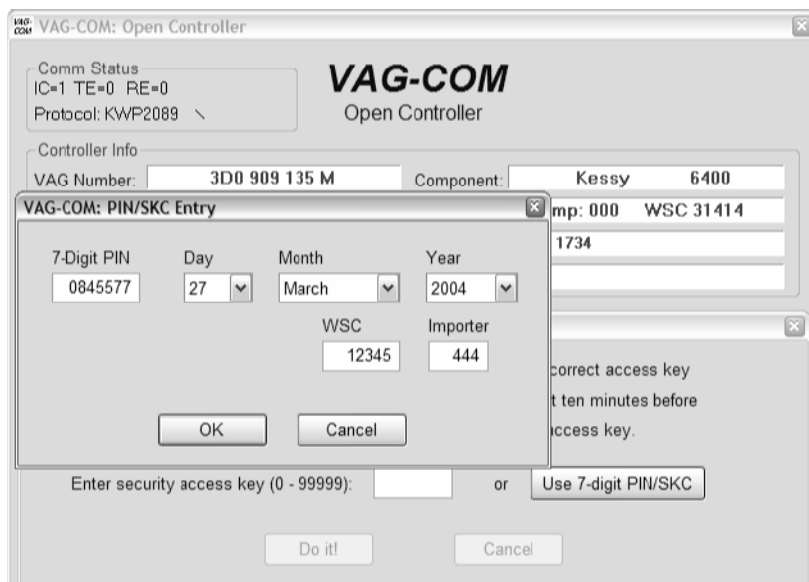 VAG-COM: Open Controller
Comm Status
IC=1 TE=0 RE=0
Protocol: KWP2089 \
VAG-COM
Open Controller
Controller Info
VAG Number: 3D0 909 135 M Component: Kessy 6400
mp: 000 WSC 31414
1734
VAG-COM: PIN/SKC Entry
7-Digit PIN Day Month Year
0845577 27 March 2004
WSC Importer
12345 444
OK Cancel
correct access key
t ten minutes before
access key.
Enter security access key (0 - 99999): or Use 7-digit PIN/SKC
Do it! Cancel